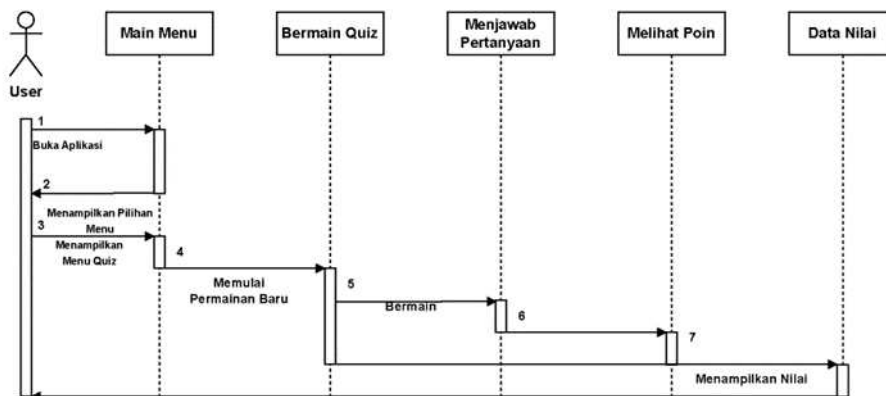 Main Menu
Bermain Quiz
Menjawab
Pertanyaan
Melihat Poin
Data Nilai
User
1
Buka Aplikasi
2
Menampilkan Pilihan
Menu
3
Menampilkan
Menu Quiz
4
Memulai
Permainan Baru
5
Bermain
6
7
Menampilkan Nilai